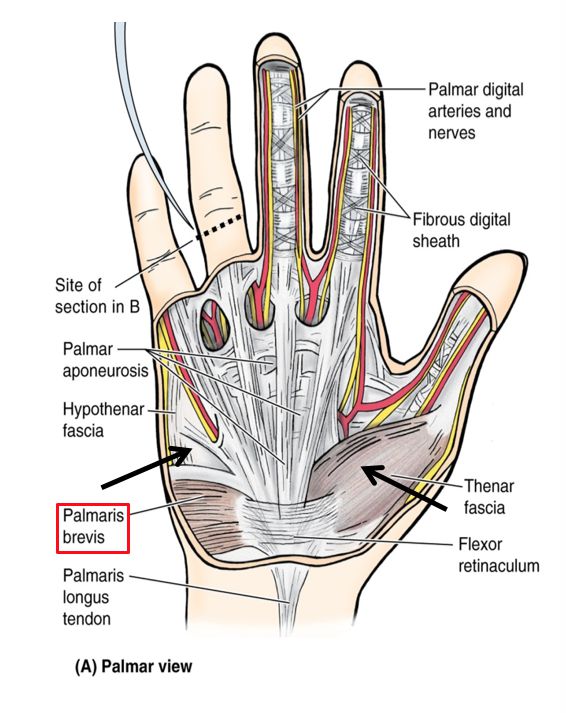 Palmar digital
arteries and
nerves
Fibrous digital
sheath
Site of
section in B
Palmar
aponeurosis
Hypothenar
fascia
Thenar
fascia
Palmaris
brevis
Flexor
retinaculum
Palmaris
longus
tendon
(A) Palmar view